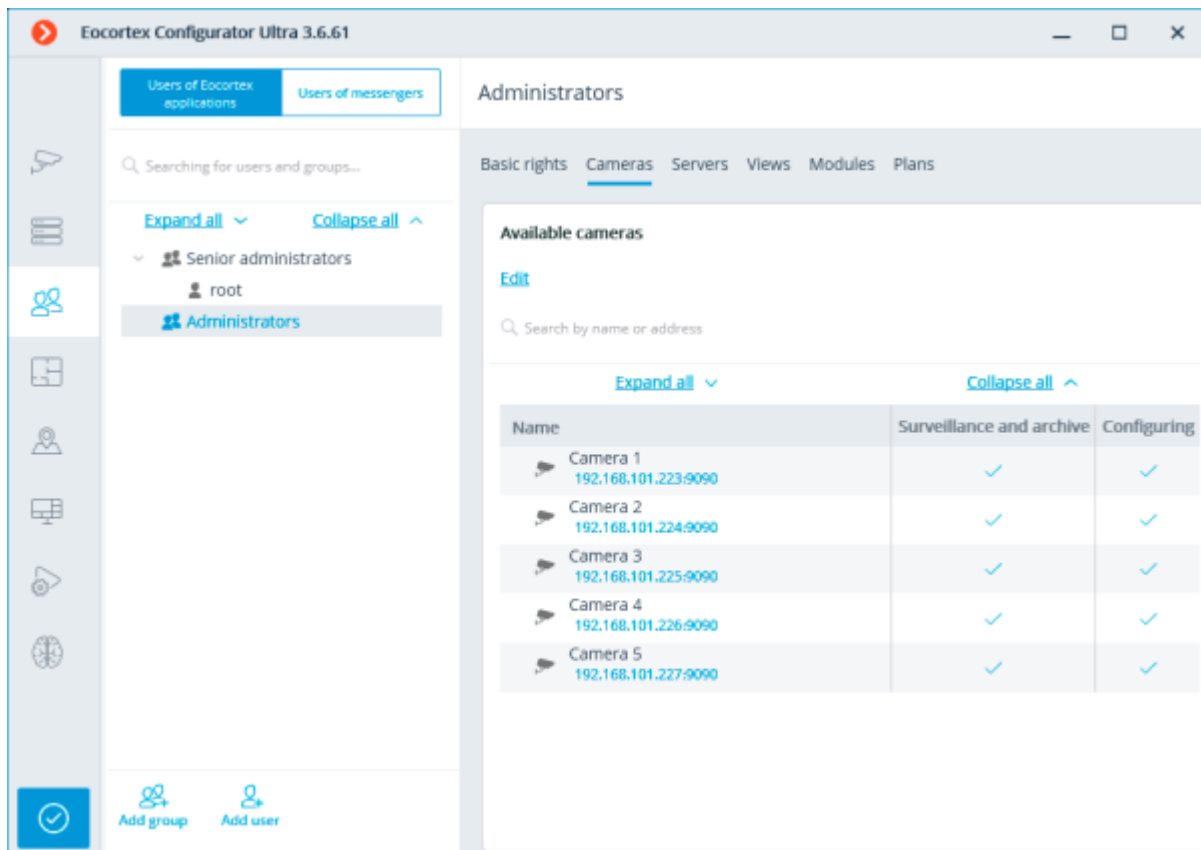 Eocortex Configurator Ultra 3.6.61
Users of Eocortex
applications
Users of messengers
Searching for users and groups...
Expand all
Collapse all
Senior administrators
root
Administrators
Add group
Add user
Administrators
Basic rights Cameras Servers Views Modules Plans
Available cameras
Edit
Search by name or address
Expand all
Collapse all
Name Surveillance and archive Configuring
Camera 1
192.168.101.223:9090
Camera 2
192.168.101.224:9090
Camera 3
192.168.101.225:9090
Camera 4
192.168.101.226:9090
Camera 5
192.168.101.227:9090